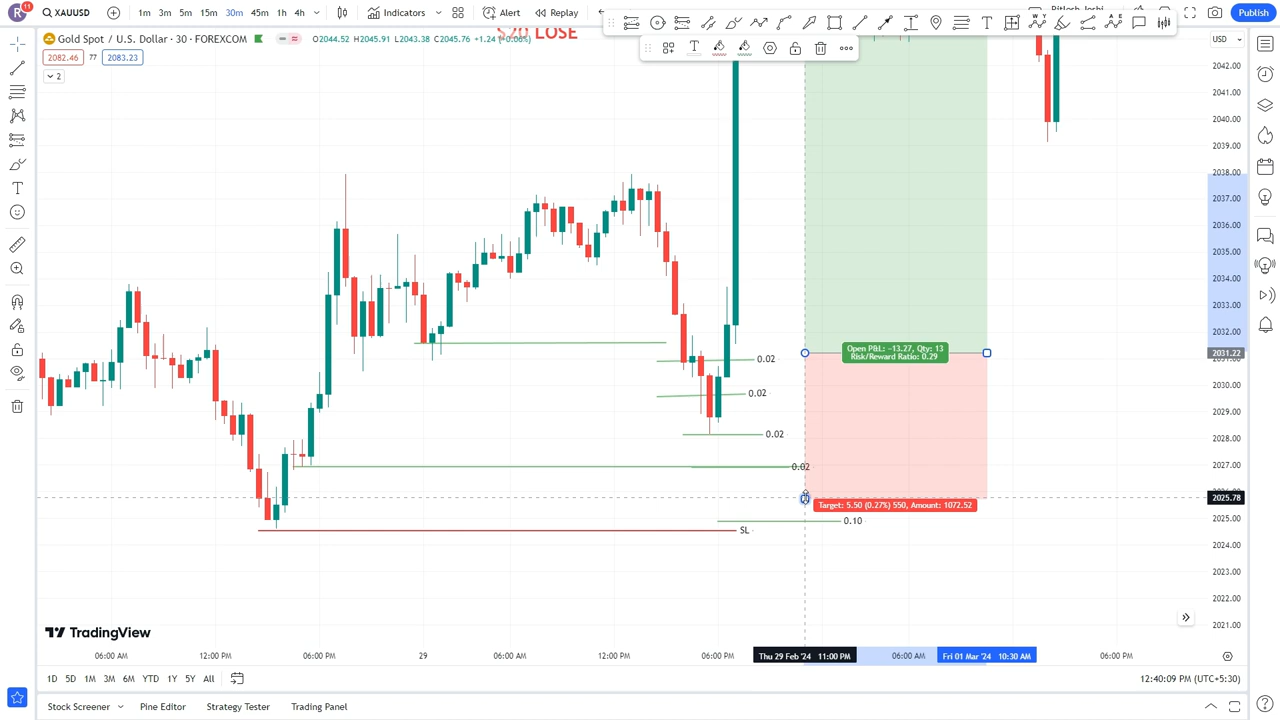 R 11 XAUUSD 1m 3m 5m 15m 30m 45m 1h 4h Indicators Alert Replay Publish
Gold Spot / U.S. Dollar · 30 · FOREXCOM O2044.52 H2045.91 L2043.38 C2045.76 +1.24 (+0.06%)
$20 LOSE
USD
2082.46 77 2083.23
2
2042.00
2041.00
2040.00
2039.00
2038.00
2037.00
2036.00
2035.00
2034.00
2033.00
2032.00
2031.22
2030.00
2029.00
2028.00
2027.00
2025.78
2025.00
2024.00
2023.00
2022.00
2021.00
Open P&L: −13.27, Qty: 13
Risk/Reward Ratio: 0.29
0.02
0.02
0.02
0.02
Target: 5.50 (0.27%) 550, Amount: 1072.52
0.10
SL
TradingView
06:00 AM 12:00 PM 06:00 PM 29 06:00 AM 12:00 PM 06:00 PM Thu 29 Feb '24 11:00 PM 06:00 AM Fri 01 Mar '24 10:30 AM 06:00 PM
1D 5D 1M 3M 6M YTD 1Y 5Y All 12:40:09 PM (UTC+5:30)
Stock Screener Pine Editor Strategy Tester Trading Panel